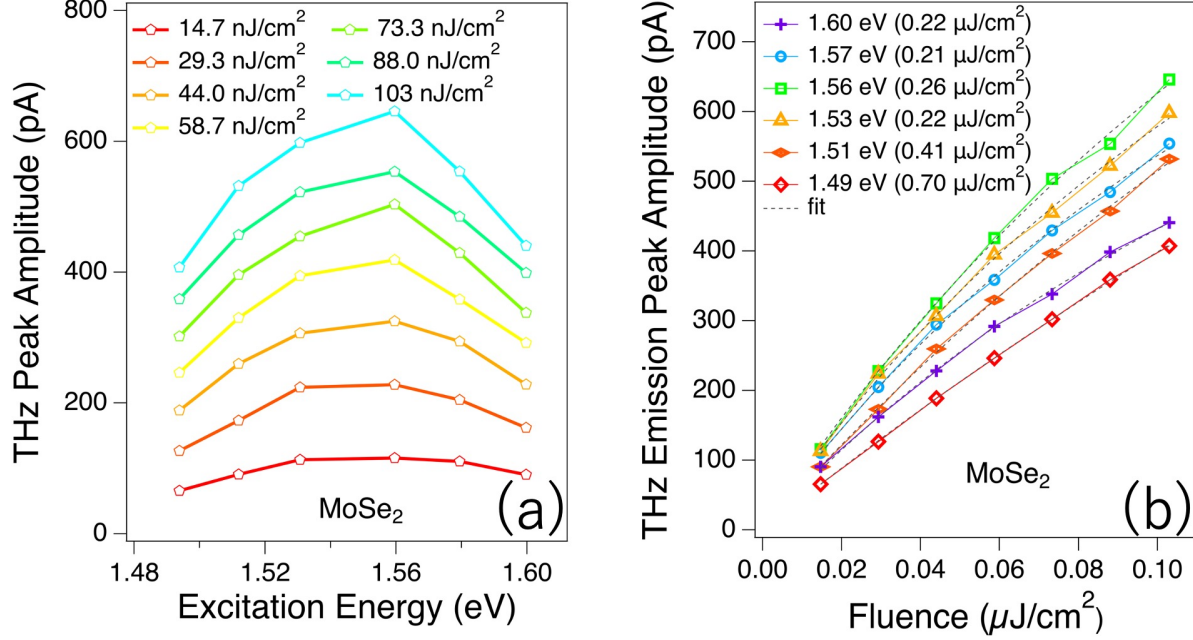 THz Peak Amplitude (pA)
800
600
400
200
0
14.7 nJ/cm²
29.3 nJ/cm²
44.0 nJ/cm²
58.7 nJ/cm²
73.3 nJ/cm²
88.0 nJ/cm²
103 nJ/cm²
MoSe₂
(a)
1.48 1.52 1.56 1.60
Excitation Energy (eV)
THz Emission Peak Amplitude (pA)
700
600
500
400
300
200
100
0
1.60 eV (0.22 μJ/cm²)
1.57 eV (0.21 μJ/cm²)
1.56 eV (0.26 μJ/cm²)
1.53 eV (0.22 μJ/cm²)
1.51 eV (0.41 μJ/cm²)
1.49 eV (0.70 μJ/cm²)
fit
MoSe₂
(b)
0.00 0.02 0.04 0.06 0.08 0.10
Fluence (μJ/cm²)